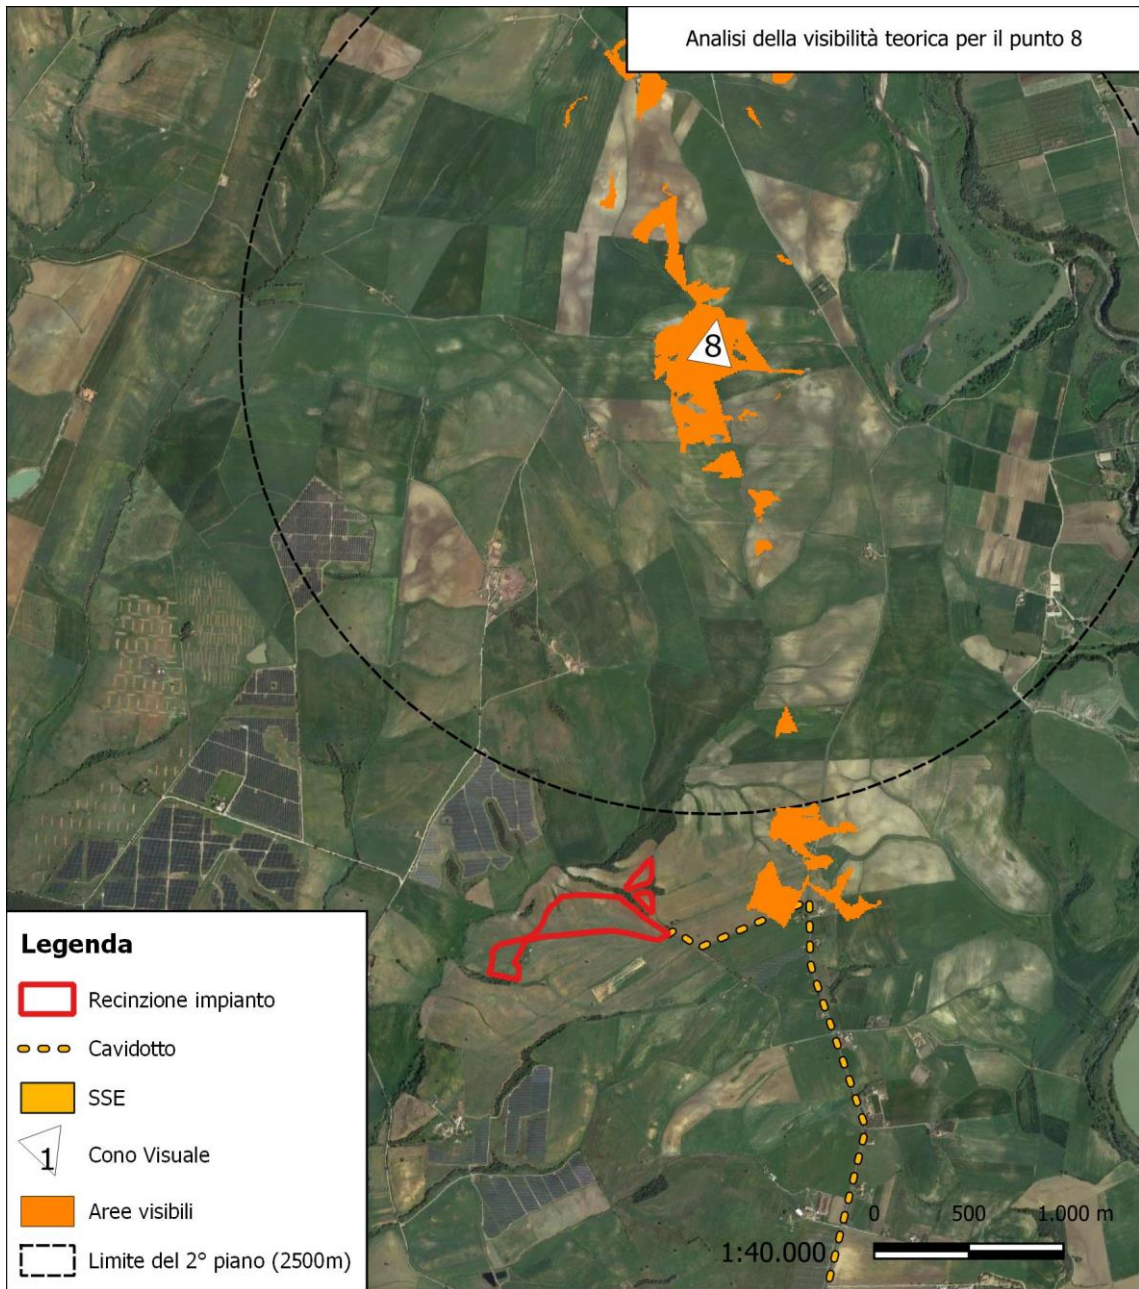 Analisi della visibilità teorica per il punto 8
8
Legenda
Recinzione impianto
Cavidotto
SSE
1
Cono Visuale
Aree visibili
Limite del 2° piano (2500m)
0 500 1.000 m
1:40.000